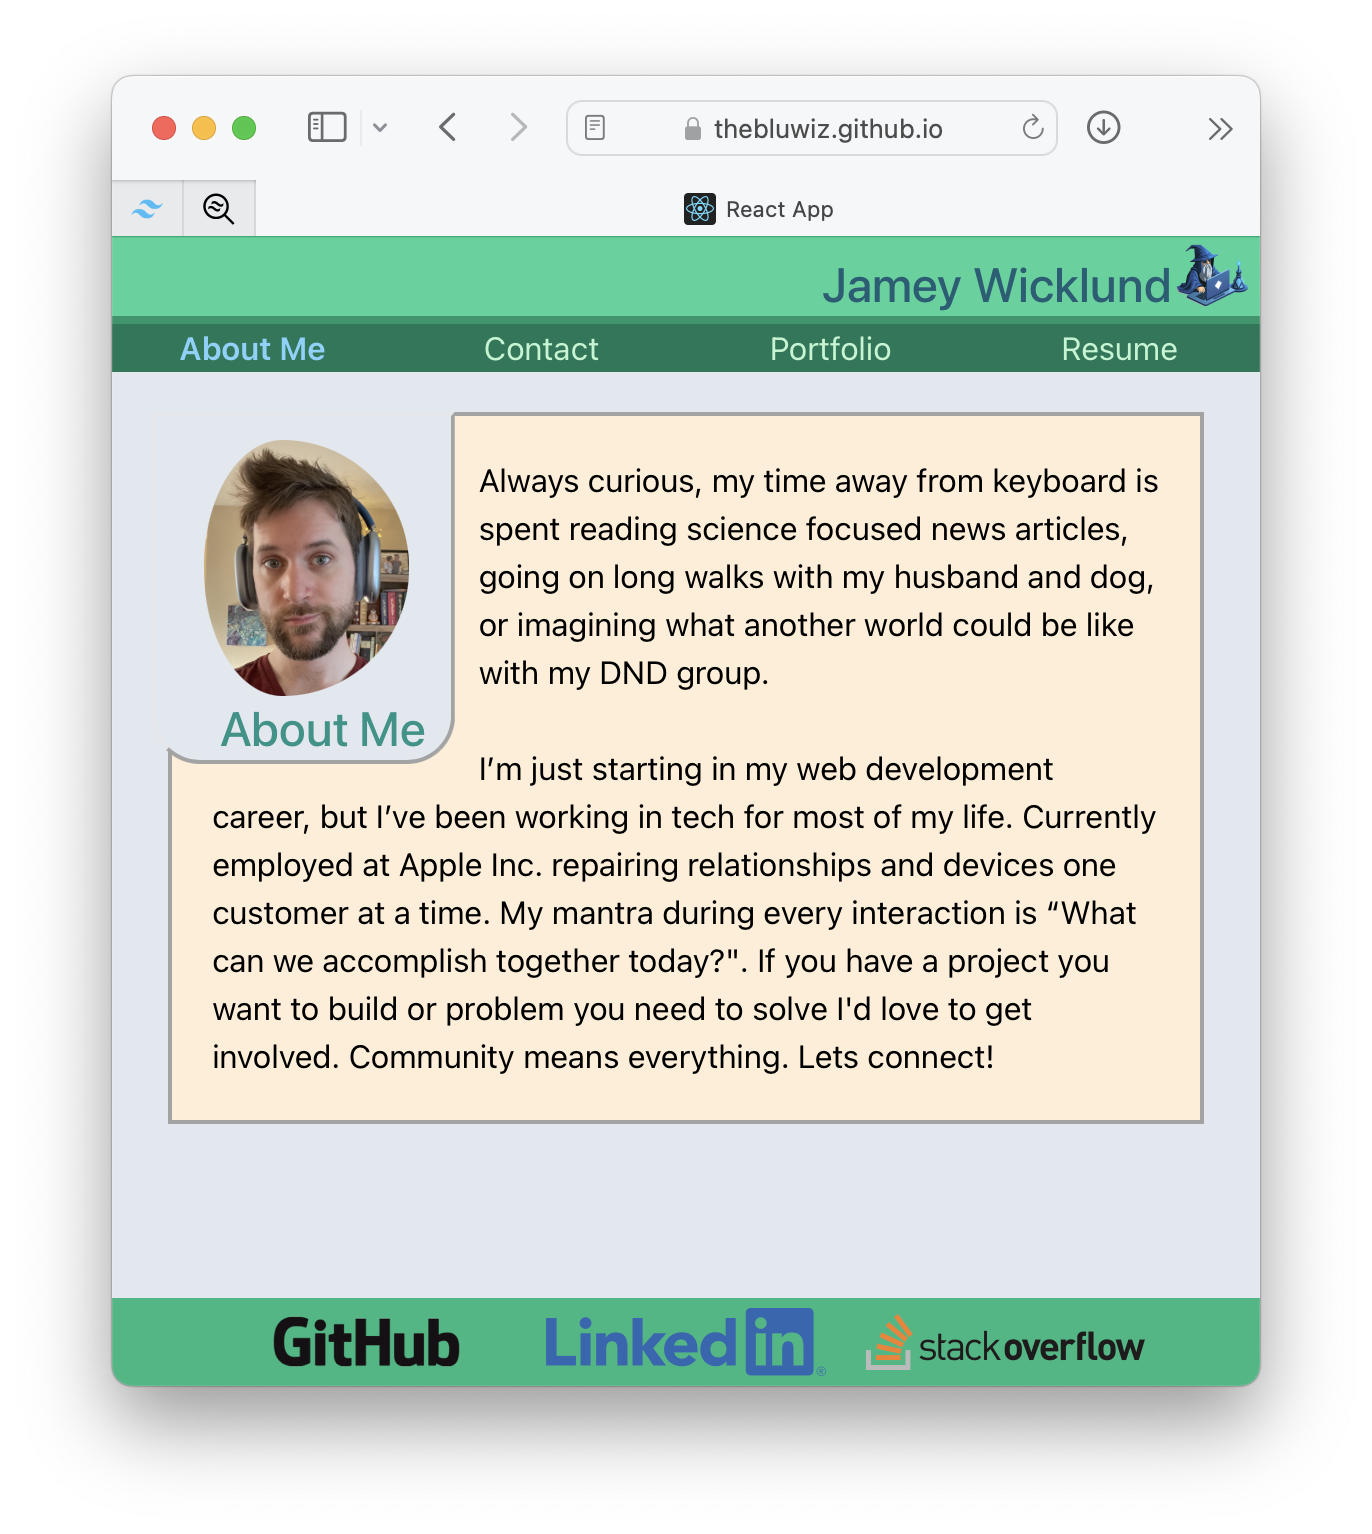 thebluwiz.github.io
React App
Jamey Wicklund
About Me
Contact
Portfolio
Resume
About Me
Always curious, my time away from keyboard is
spent reading science focused news articles,
going on long walks with my husband and dog,
or imagining what another world could be like
with my DND group.
I’m just starting in my web development
career, but I’ve been working in tech for most of my life. Currently
employed at Apple Inc. repairing relationships and devices one
customer at a time. My mantra during every interaction is “What
can we accomplish together today?". If you have a project you
want to build or problem you need to solve I'd love to get
involved. Community means everything. Lets connect!
GitHub
Linked in ®
stackoverflow